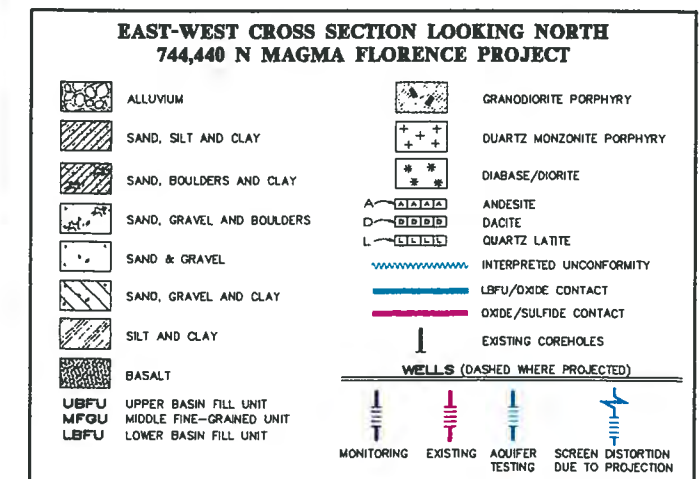 EAST-WEST CROSS SECTION LOOKING NORTH
744,440 N MAGMA FLORENCE PROJECT
ALLUVIUM
SAND, SILT AND CLAY
SAND, BOULDERS AND CLAY
SAND, GRAVEL AND BOULDERS
SAND & GRAVEL
SAND, GRAVEL AND CLAY
SILT AND CLAY
BASALT
UBFU UPPER BASIN FILL UNIT
MFGU MIDDLE FINE-GRAINED UNIT
LBFU LOWER BASIN FILL UNIT
GRANODIORITE PORPHYRY
DUARTZ MONZONITE PORPHYRY
DIABASE/DIORITE
A A A A A ANDESITE
D D D D D DACITE
L L L L L QUARTZ LATITE
INTERPRETED UNCONFORMITY
LBFU/OXIDE CONTACT
OXIDE/SULFIDE CONTACT
EXISTING COREHOLES
WELLS (DASHED WHERE PROJECTED)
MONITORING
EXISTING
AQUIFER
TESTING
SCREEN DISTORTION
DUE TO PROJECTION